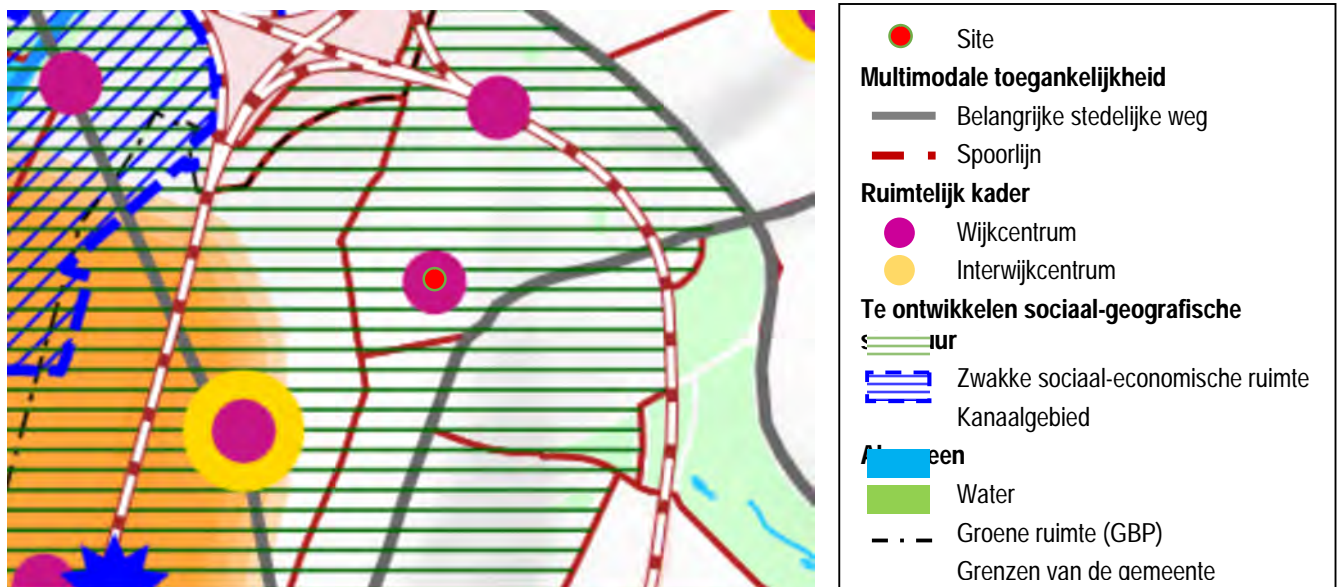 Site
Multimodale toegankelijkheid
Belangrijke stedelijke weg
Spoorlijn
Ruimtelijk kader
Wijkcentrum
Interwijkcentrum
Te ontwikkelen sociaal-geografische
Zwakke sociaal-economische ruimte
Kanaalgebied
Water
Groene ruimte (GBP)
Grenzen van de gemeente